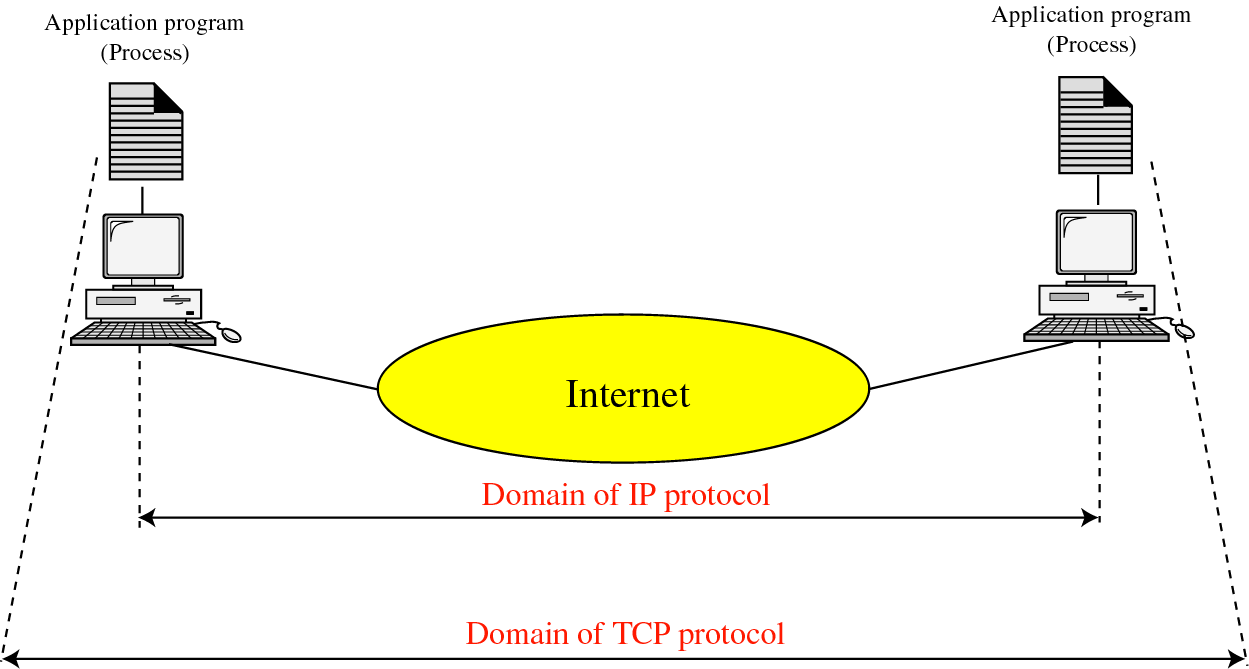 Application program
(Process)
Application program
(Process)
Internet
Domain of IP protocol
Domain of TCP protocol